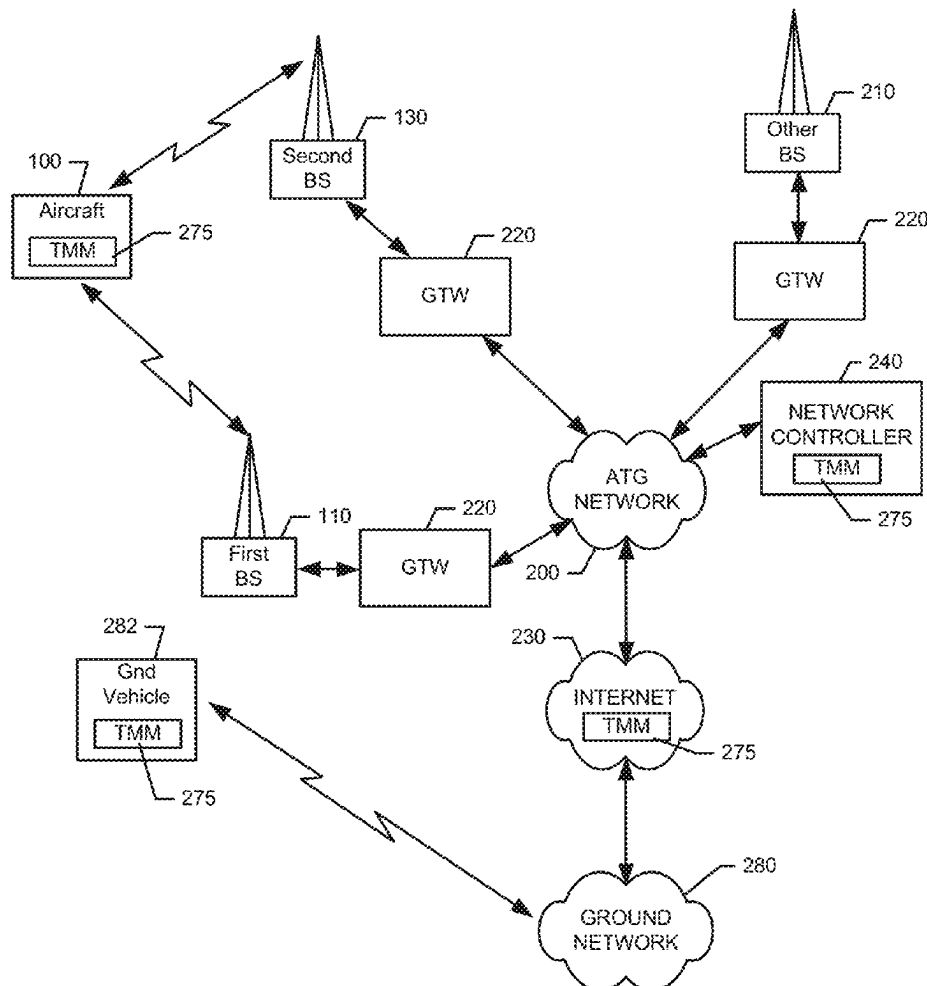 130
Second
BS
210
Other
BS
100
Aircraft
TMM
275
220
GTW
220
GTW
240
NETWORK
CONTROLLER
TMM
275
ATG
NETWORK
200
110
First
BS
220
GTW
282
Gnd
Vehicle
TMM
275
230
INTERNET
TMM
275
280
GROUND
NETWORK